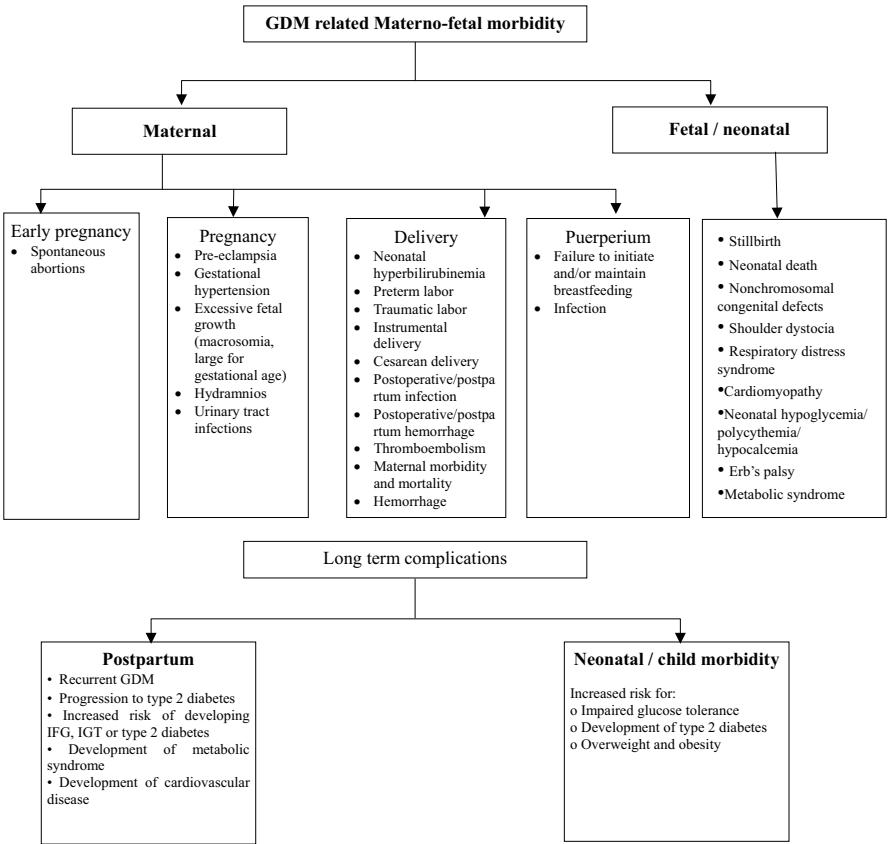 GDM related Materno-fetal morbidity
Maternal
Fetal / neonatal
Early pregnancy
• Spontaneous
abortions
Pregnancy
• Pre-eclampsia
• Gestational
hypertension
• Excessive fetal
growth
(macrosomia,
large for
gestational age)
• Hydramnios
• Urinary tract
infections
Delivery
• Neonatal
hyperbilirubinemia
• Preterm labor
• Traumatic labor
• Instrumental
delivery
• Cesarean delivery
• Postoperative/postpa
rtum infection
• Postoperative/postpa
rtum hemorrhage
• Thromboembolism
• Maternal morbidity
and mortality
• Hemorrhage
Puerperium
• Failure to initiate
and/or maintain
breastfeeding
• Infection
• Stillbirth
• Neonatal death
• Nonchromosomal
congenital defects
• Shoulder dystocia
• Respiratory distress
syndrome
•Cardiomyopathy
•Neonatal hypoglycemia/
polycythemia/
hypocalcemia
• Erb's palsy
•Metabolic syndrome
Long term complications
Postpartum
• Recurrent GDM
• Progression to type 2 diabetes
• Increased risk of developing
IFG, IGT or type 2 diabetes
• Development of metabolic
syndrome
• Development of cardiovascular
disease
Neonatal / child morbidity
Increased risk for:
o Impaired glucose tolerance
o Development of type 2 diabetes
o Overweight and obesity